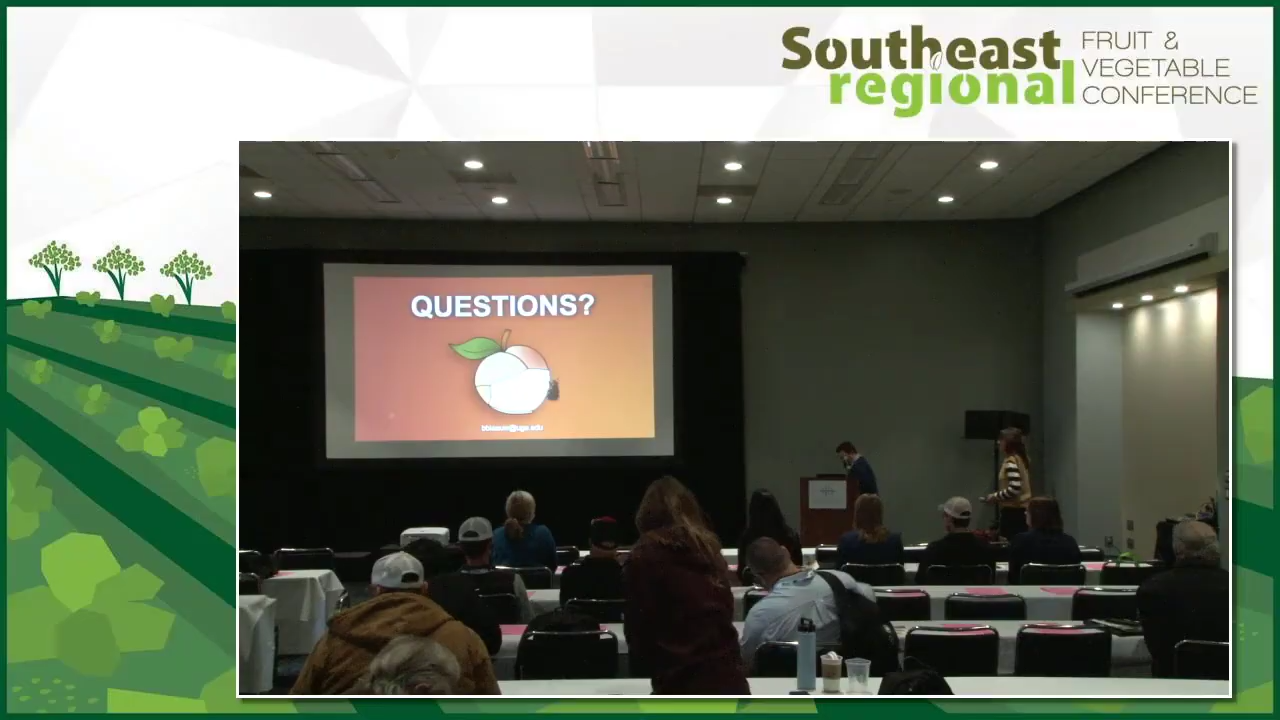 Southeast
regional
FRUIT &
VEGETABLE
CONFERENCE
QUESTIONS?